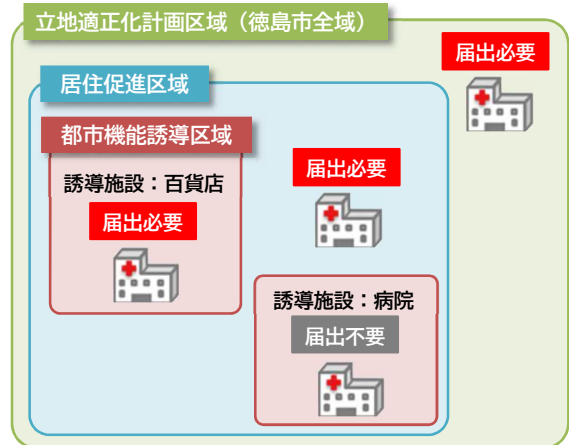 立地適正化計画区域（徳島市全域）
届出必要
居住促進区域
都市機能誘導区域
誘導施設：百貨店
届出必要
届出必要
誘導施設：病院
届出不要